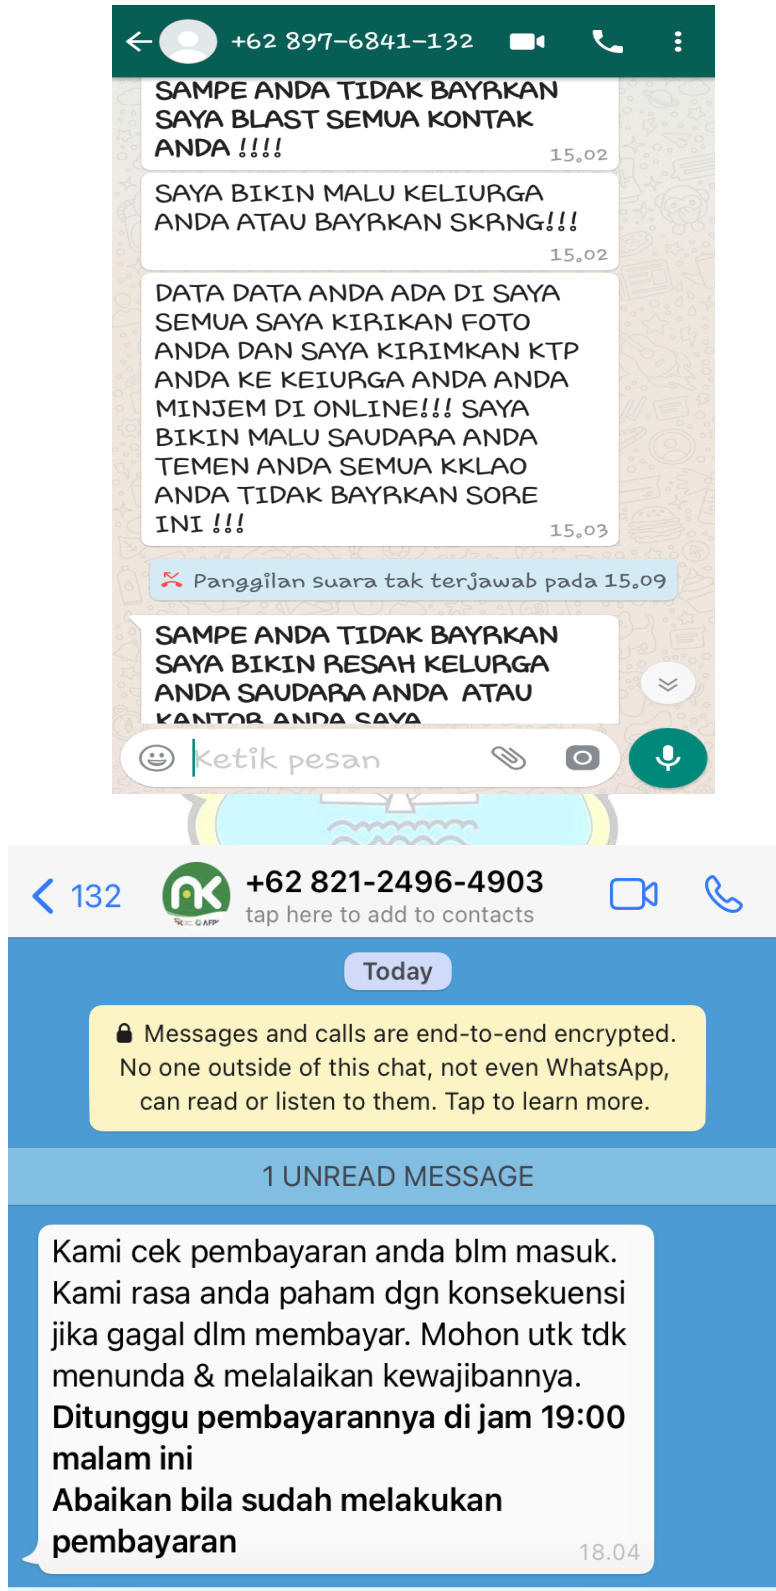 +62 897-6841-132
SAMPE ANDA TIDAK BAYRKAN
SAYA BLAST SEMUA KONTAK
ANDA !!!!
15.02
SAYA BIKIN MALU KELIURGA
ANDA ATAU BAYRKAN SKRNG!!!
15.02
DATA DATA ANDA ADA DI SAYA
SEMUA SAYA KIRIKAN FOTO
ANDA DAN SAYA KIRIMKAN KTP
ANDA KE KEIURGA ANDA ANDA
MINJEM DI ONLINE!!! SAYA
BIKIN MALU SAUDARA ANDA
TEMEN ANDA SEMUA KKLAO
ANDA TIDAK BAYRKAN SORE
INI !!!
15.03
Panggilan suara tak terjawab pada 15.09
SAMPE ANDA TIDAK BAYRKAN
SAYA BIKIN RESAH KELURGA
ANDA SAUDARA ANDA ATAU
KANTOR ANDA SAYA
Ketik pesan
132
AK
AFPI
+62 821-2496-4903
tap here to add to contacts
Today
Messages and calls are end-to-end encrypted.
No one outside of this chat, not even WhatsApp,
can read or listen to them. Tap to learn more.
1 UNREAD MESSAGE
Kami cek pembayaran anda blm masuk.
Kami rasa anda paham dgn konsekuensi
jika gagal dlm membayar. Mohon utk tdk
menunda & melalaikan kewajibannya.
Ditunggu pembayarannya di jam 19:00
malam ini
Abaikan bila sudah melakukan
pembayaran
18.04